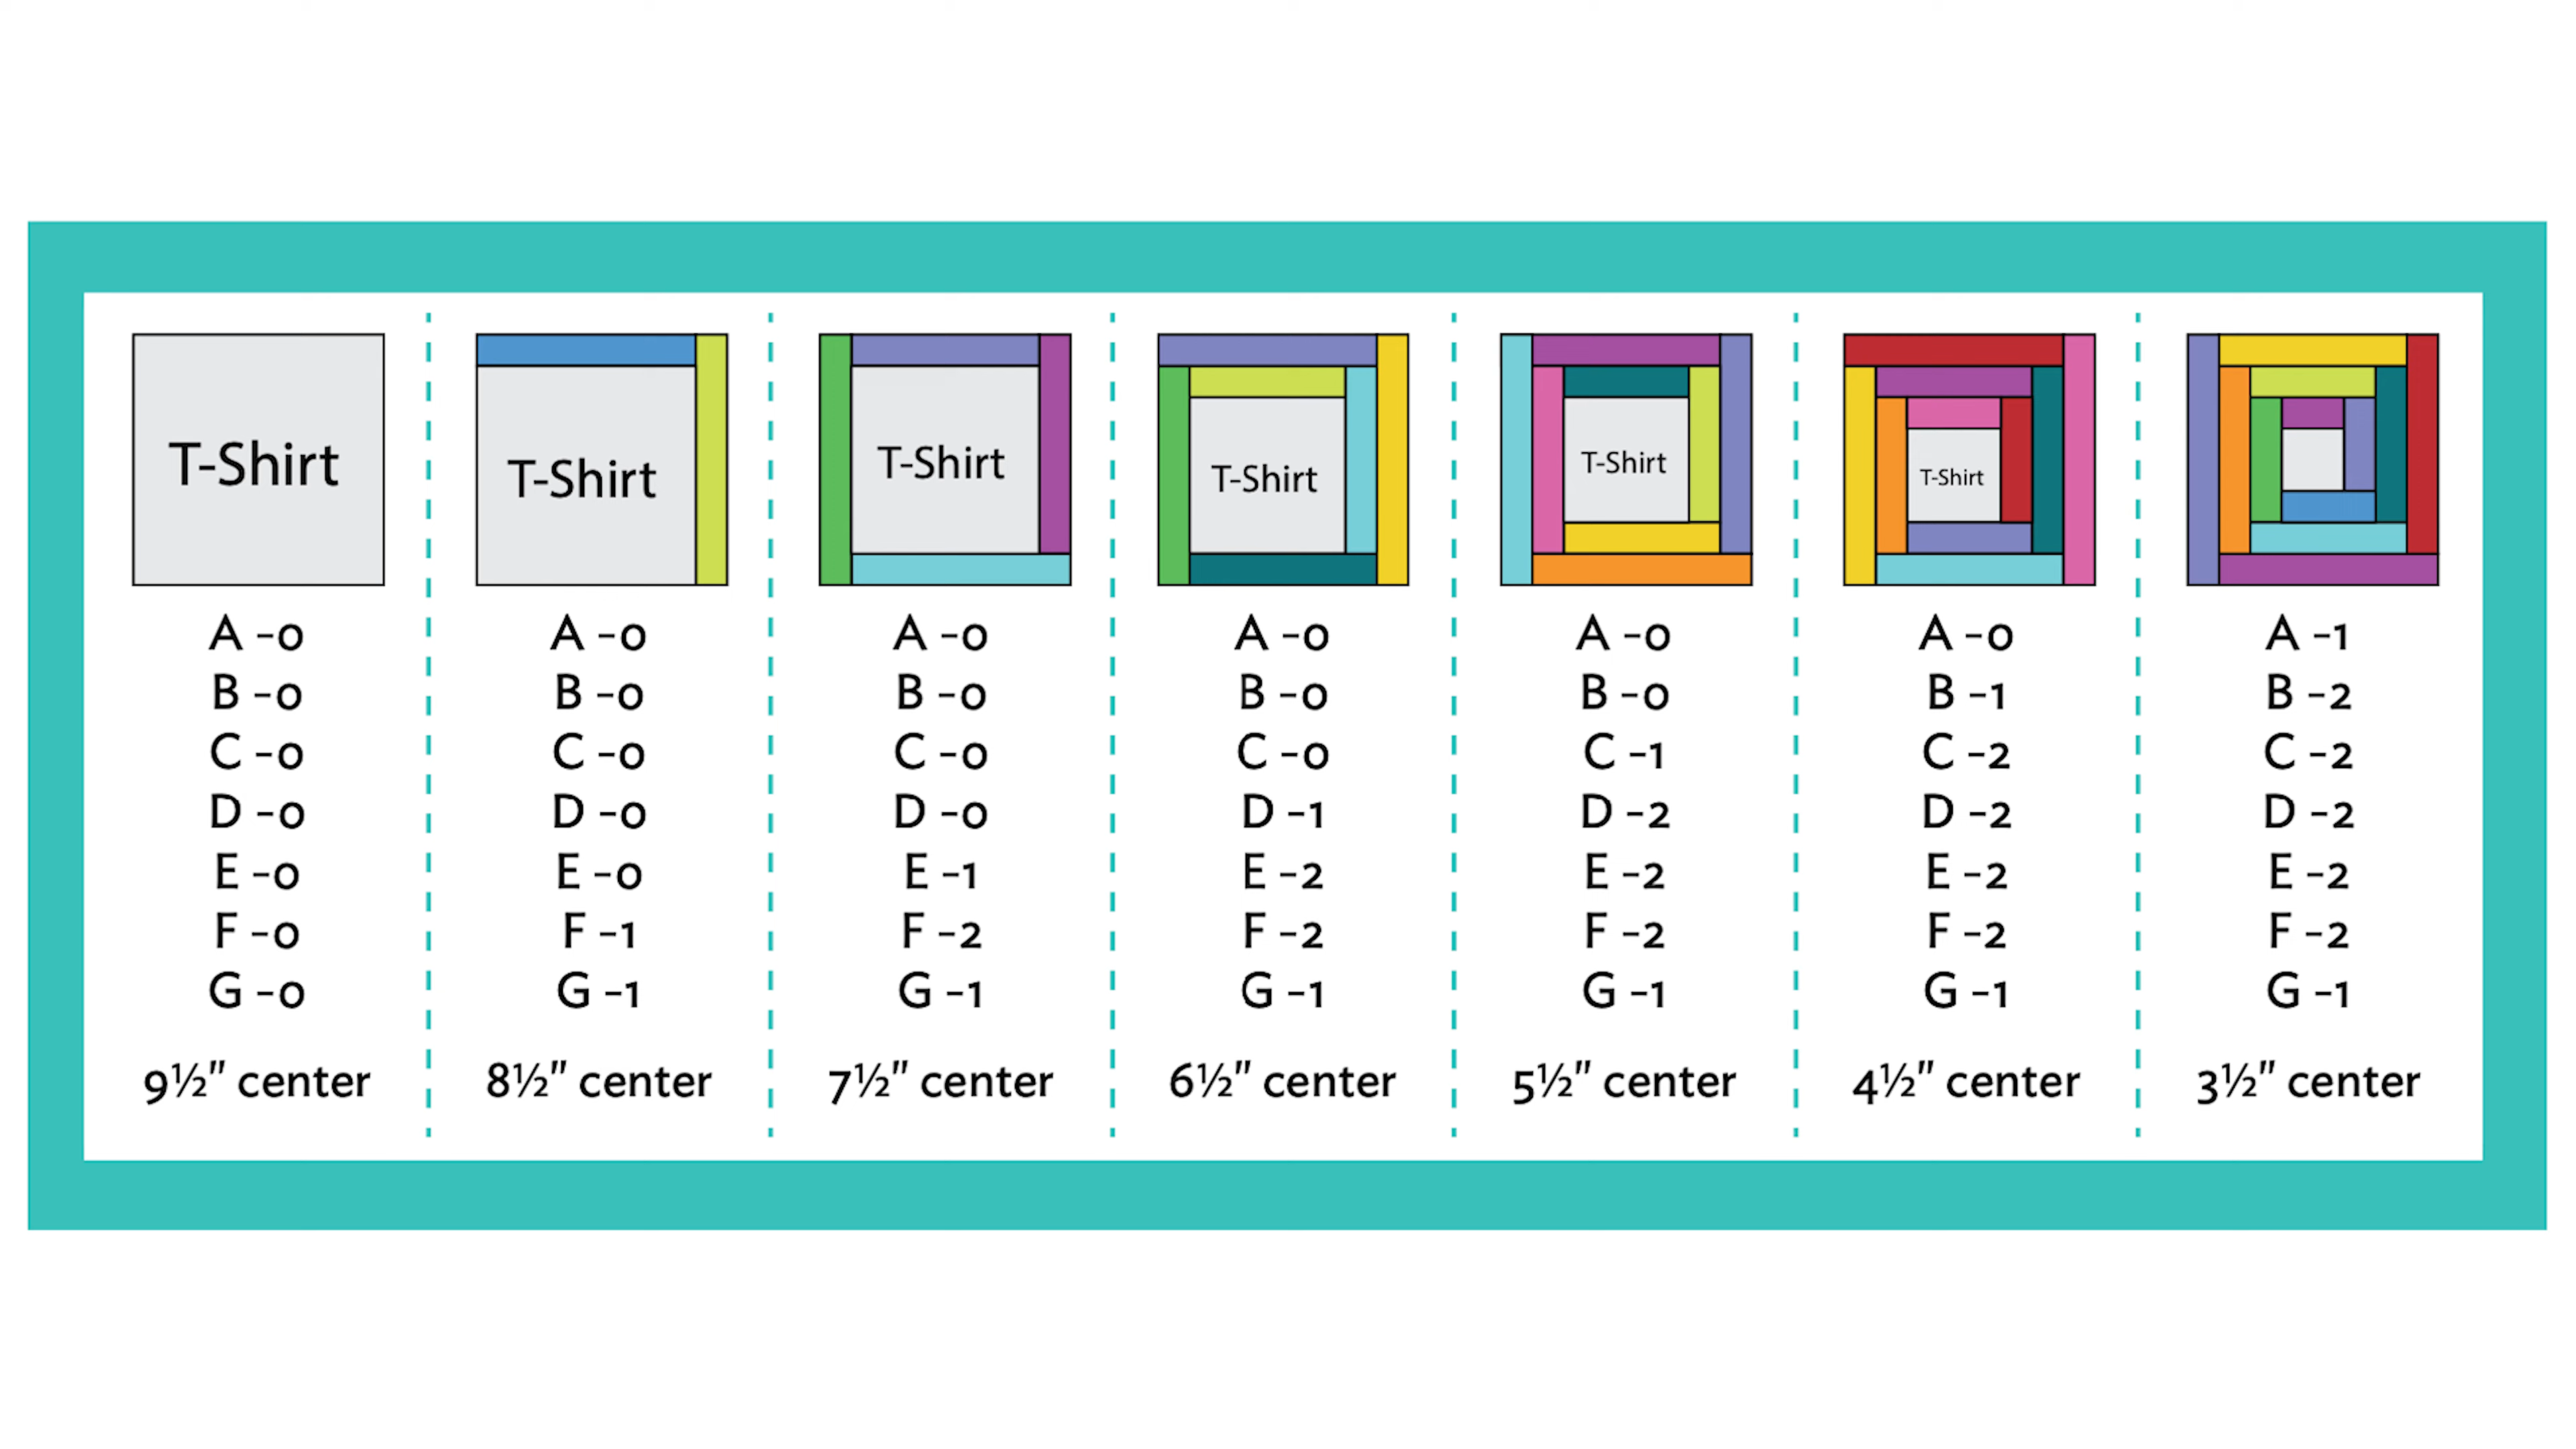 T-Shirt
A -0
B -0
C -0
D -0
E -0
F -0
G -0
9½" center
T-Shirt
A -0
B -0
C -0
D -0
E -0
F -1
G -1
8½" center
T-Shirt
A -0
B -0
C -0
D -0
E -1
F -2
G -1
7½" center
T-Shirt
A -0
B -0
C -0
D -1
E -2
F -2
G -1
6½" center
T-Shirt
A -0
B -0
C -1
D -2
E -2
F -2
G -1
5½" center
T-Shirt
A -0
B -1
C -2
D -2
E -2
F -2
G -1
4½" center
A -1
B -2
C -2
D -2
E -2
F -2
G -1
3½" center